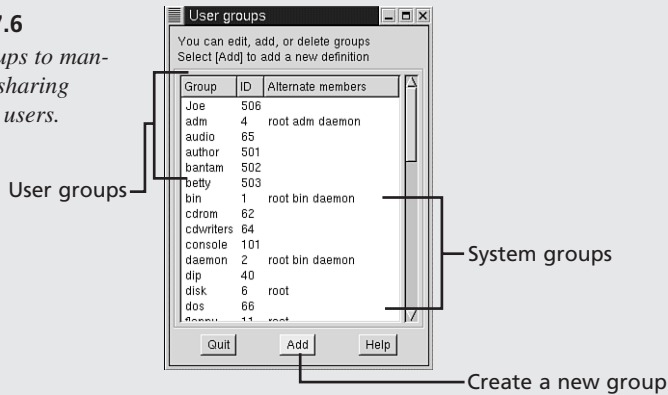 7.6
ups to man-
sharing
users.
User groups
You can edit, add, or delete groups
Select [Add] to add a new definition
Group ID Alternate members
Joe 506
adm 4 root adm daemon
audio 65
author 501
bantam 502
betty 503
bin 1 root bin daemon
cdrom 62
cdwriters 64
console 101
daemon 2 root bin daemon
dip 40
disk 6 root
dos 66
floppy 11 root
Quit Add Help
User groups
System groups
Create a new group